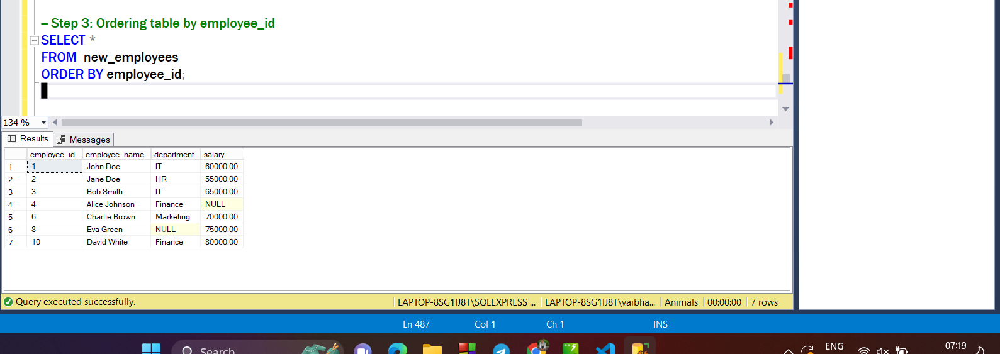 – Step 3: Ordering table by employee_id
SELECT *
FROM  new_employees
ORDER BY employee_id;
134 %
Results
Messages
employee_id employee_name department salary
1 1 John Doe IT 60000.00
2 2 Jane Doe HR 55000.00
3 3 Bob Smith IT 65000.00
4 4 Alice Johnson Finance NULL
5 6 Charlie Brown Marketing 70000.00
6 8 Eva Green NULL 75000.00
7 10 David White Finance 80000.00
Query executed successfully. LAPTOP-8SG1IJ8T\SQLEXPRESS ... LAPTOP-8SG1IJ8T\vaibha... Animals 00:00:00 7 rows
Ln 487 Col 1 Ch 1 INS
Search ENG 07:19